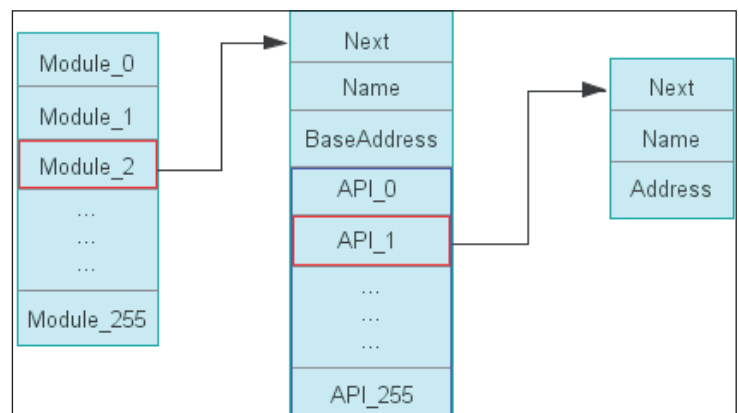 Module_0
Module_1
Module_2
...
...
...
Module_255
Next
Name
BaseAddress
API_0
API_1
...
...
...
API_255
Next
Name
Address